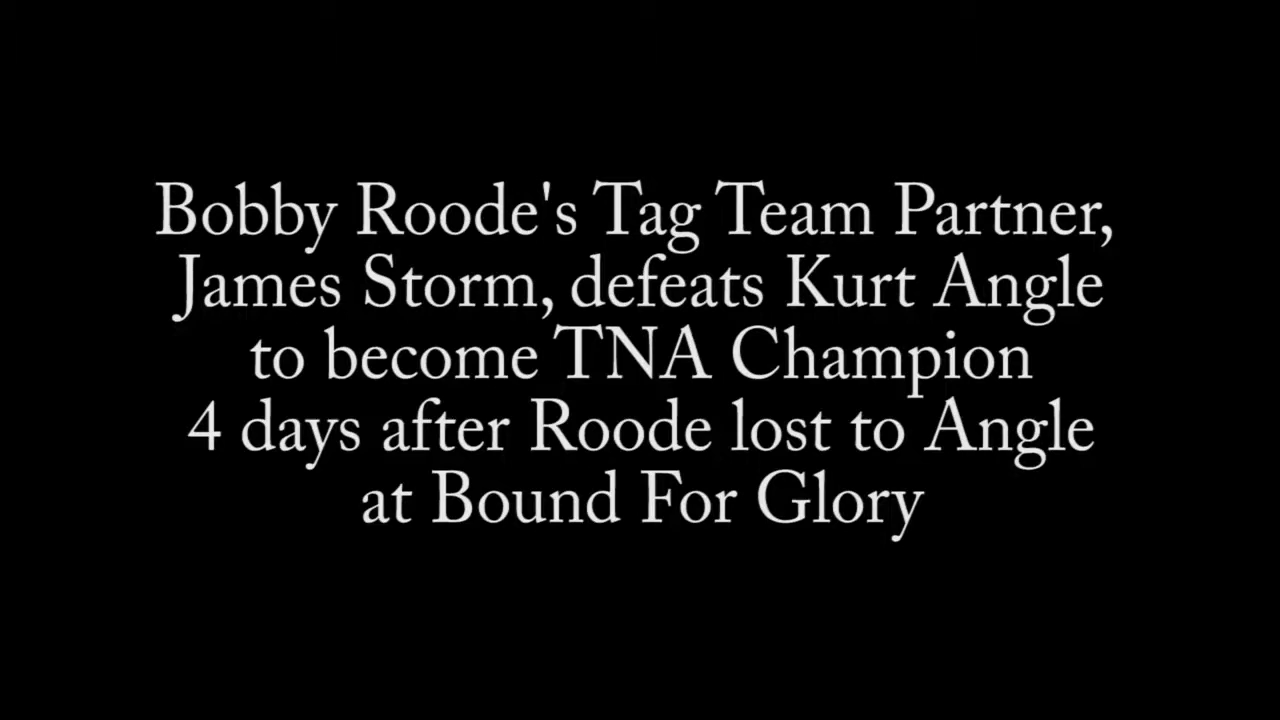 Bobby Roode's Tag Team Partner,
James Storm, defeats Kurt Angle
to become TNA Champion
4 days after Roode lost to Angle
at Bound For Glory